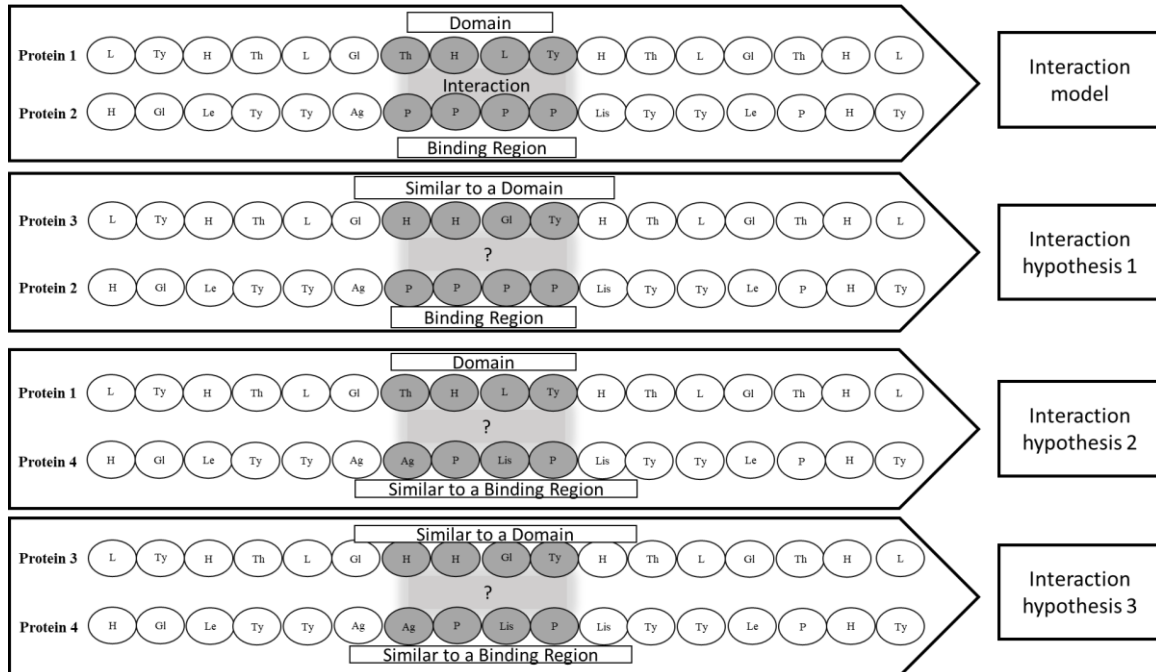 Domain
Protein 1 L Ty H Th L Gl Th H L Ty H Th L Gl Th H L
Interaction
Protein 2 H Gl Le Ty Ty Ag P P P P Lis Ty Ty Le P H Ty
Binding Region
Interaction
model
Similar to a Domain
Protein 3 L Ty H Th L Gl H H Gl Ty H Th L Gl Th H L
?
Protein 2 H Gl Le Ty Ty Ag P P P P Lis Ty Ty Le P H Ty
Binding Region
Interaction
hypothesis 1
Domain
Protein 1 L Ty H Th L Gl Th H L Ty H Th L Gl Th H L
?
Protein 4 H Gl Le Ty Ty Ag Ag P Lis P Lis Ty Ty Le P H Ty
Similar to a Binding Region
Interaction
hypothesis 2
Similar to a Domain
Protein 3 L Ty H Th L Gl H H Gl Ty H Th L Gl Th H L
?
Protein 4 H Gl Le Ty Ty Ag Ag P Lis P Lis Ty Ty Le P H Ty
Similar to a Binding Region
Interaction
hypothesis 3